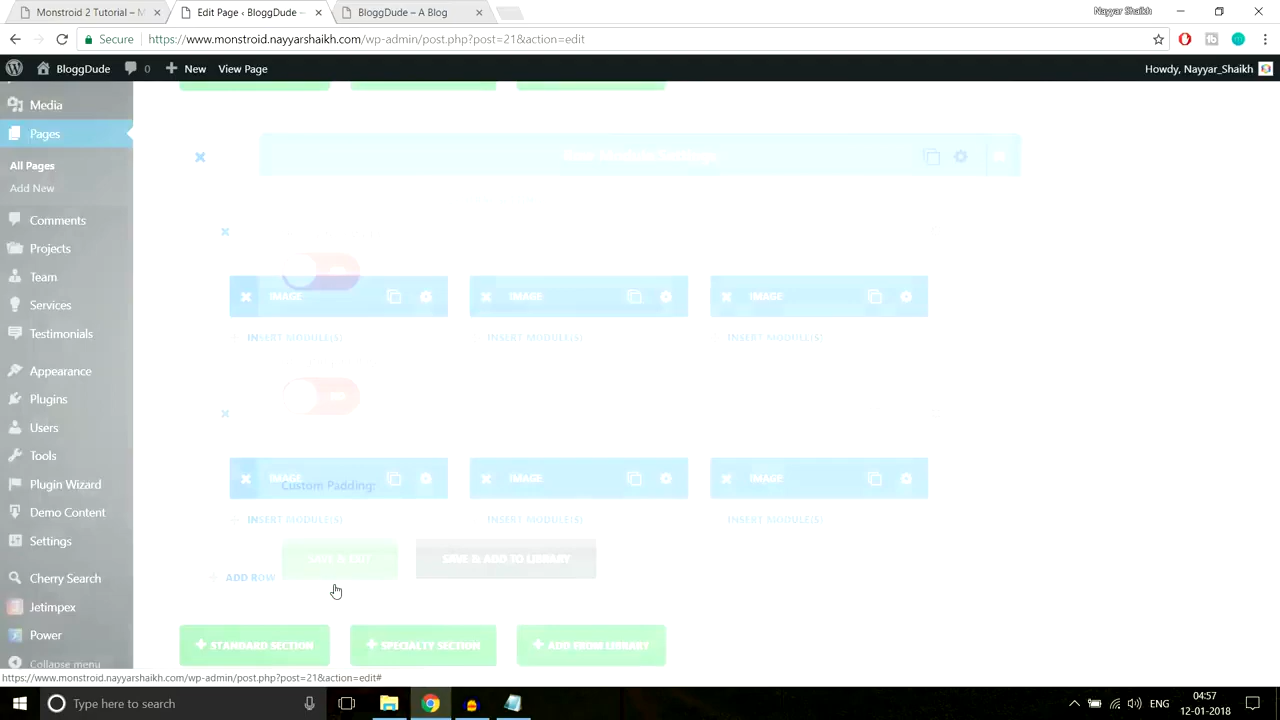 Monstroid 2 Tutorial – M
Edit Page ‹ BloggDude –
BloggDude – A Blog
Nayyar Shaikh
Secure
https://www.monstroid.nayyarshaikh.com/wp-admin/post.php?post=21&action=edit
BloggDude
0
New
View Page
Howdy, Nayyar_Shaikh
Media
Pages
All Pages
Add New
Comments
Projects
Team
Services
Testimonials
Appearance
Plugins
Users
Tools
Plugin Wizard
Demo Content
Settings
Cherry Search
Jetimpex
Power
Collapse menu
Row Module Settings
IMAGE
IMAGE
IMAGE
INSERT MODULE(S)
INSERT MODULE(S)
INSERT MODULE(S)
IMAGE
IMAGE
IMAGE
Custom Padding:
INSERT MODULE(S)
INSERT MODULE(S)
INSERT MODULE(S)
SAVE & EXIT
SAVE & ADD TO LIBRARY
ADD ROW
STANDARD SECTION
SPECIALTY SECTION
ADD FROM LIBRARY
https://www.monstroid.nayyarshaikh.com/wp-admin/post.php?post=21&action=edit#
Type here to search
ENG
04:57
12-01-2018